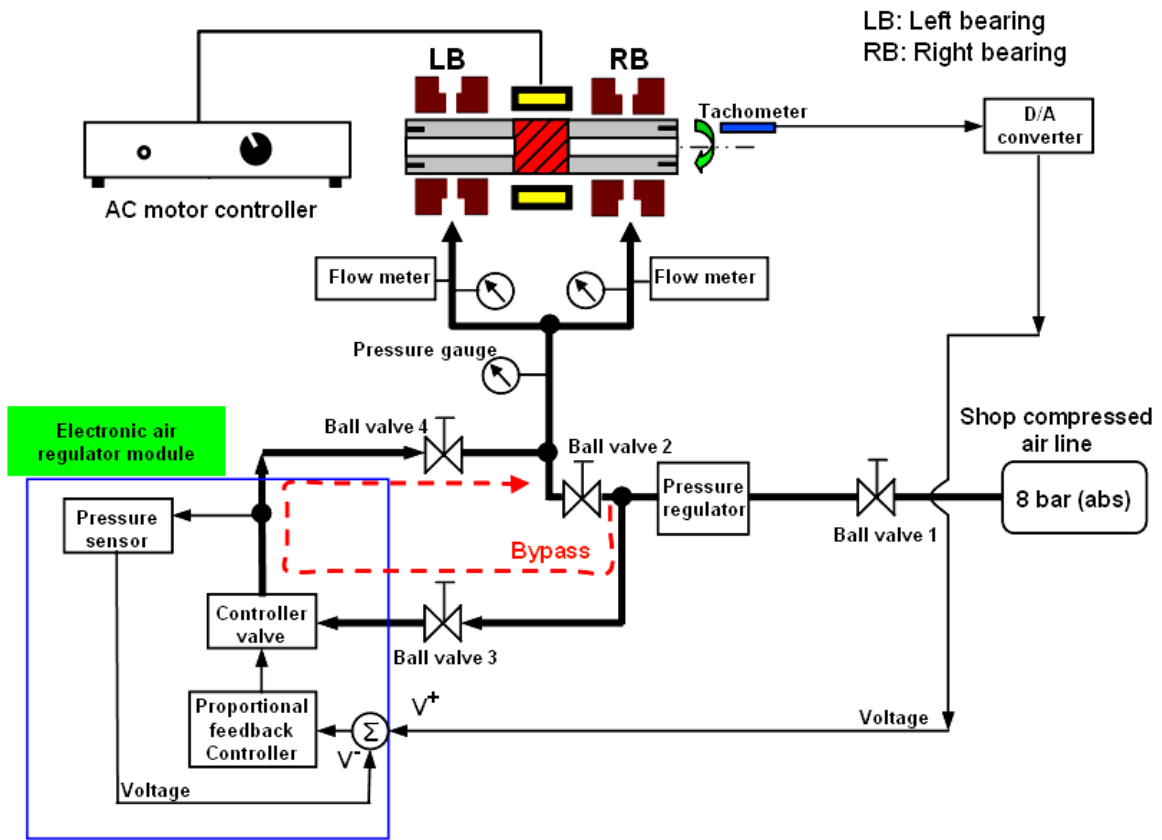 LB: Left bearing
RB: Right bearing
LB
RB
Tachometer
D/A
converter
AC motor controller
Flow meter
Flow meter
Pressure gauge
Electronic air
regulator module
Ball valve 4
Ball valve 2
Shop compressed
air line
Pressure
regulator
8 bar (abs)
Ball valve 1
Pressure
sensor
Bypass
Controller
valve
Ball valve 3
Proportional
feedback
Controller
V+
Σ
V-
Voltage
Voltage